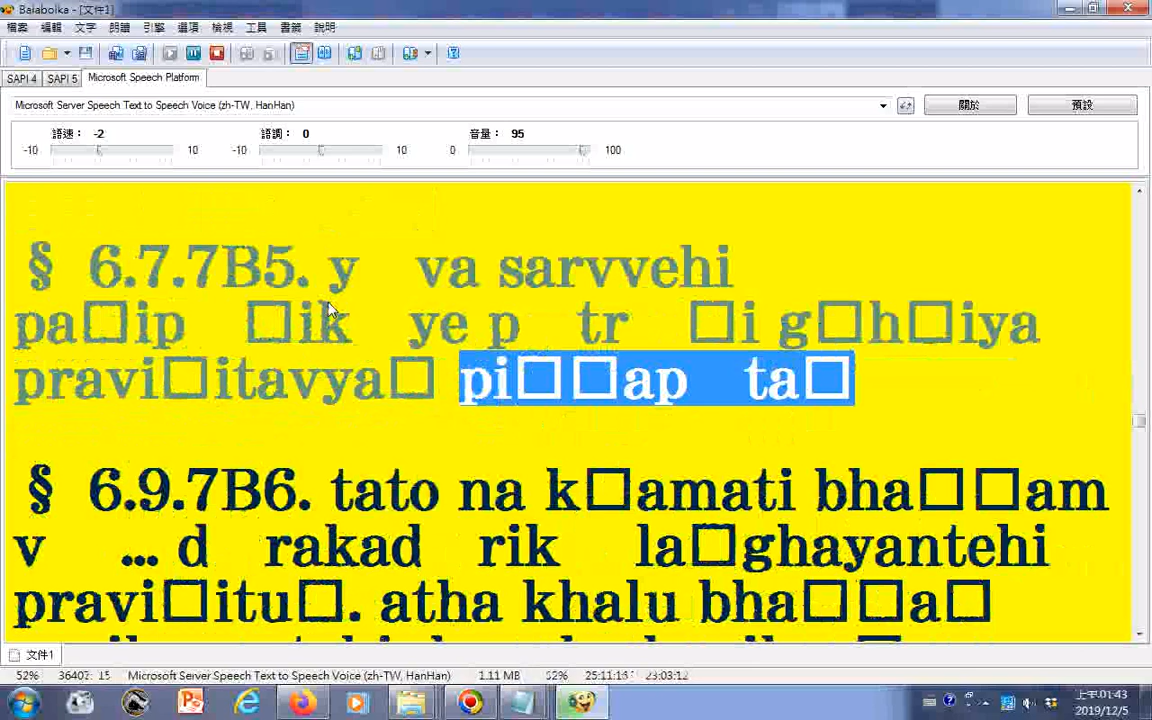 Balabolka - [文件1]
檔案 編輯 文字 朗讀 引擎 選項 檢視 工具 書籤 說明
SAPI 4 SAPI 5 Microsoft Speech Platform
Microsoft Server Speech Text to Speech Voice (zh-TW, HanHan) 關於 預設
語速： -2 語調： 0 音量： 95
-10 10 -10 10 0 100
§ 6.7.7B5. y va sarvvehi
pa□ip □ik ye p tr □i g□h□iya
pravi□itavya□ pi□□ap ta□
§ 6.9.7B6. tato na k□amati bha□□am
v ... d rakad rik la□ghayantehi
pravi□itu□. atha khalu bha□□a□
文件1
52% 36402: 15 Microsoft Server Speech Text to Speech Voice (zh-TW, HanHan) 1.11 MB 52% 25:11:16 23:03:12
上午 01:43
2019/12/5